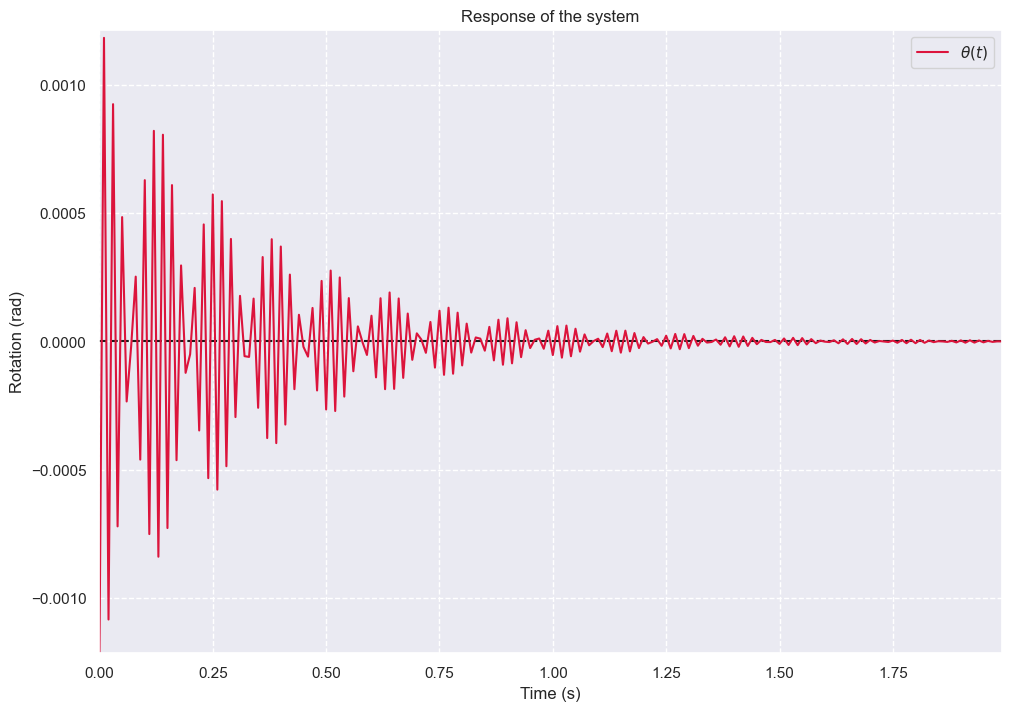 Response of the system
θ(t)
Rotation (rad)
0.0010
0.0005
0.0000
−0.0005
−0.0010
0.00 0.25 0.50 0.75 1.00 1.25 1.50 1.75
Time (s)